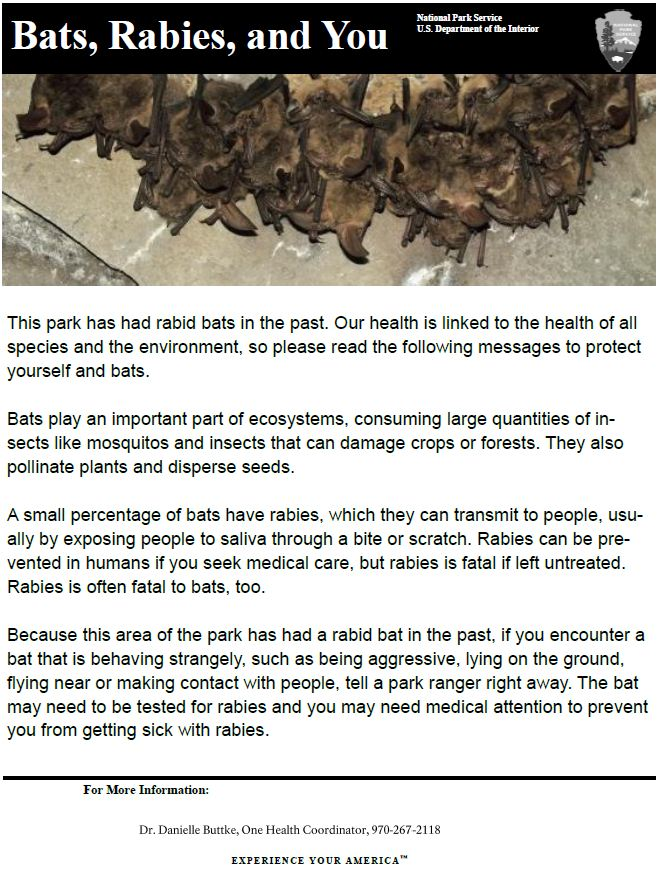 Bats, Rabies, and You
National Park Service
U.S. Department of the Interior
NATIONAL
PARK
SERVICE
This park has had rabid bats in the past. Our health is linked to the health of all
species and the environment, so please read the following messages to protect
yourself and bats.
Bats play an important part of ecosystems, consuming large quantities of in-
sects like mosquitos and insects that can damage crops or forests. They also
pollinate plants and disperse seeds.
A small percentage of bats have rabies, which they can transmit to people, usu-
ally by exposing people to saliva through a bite or scratch. Rabies can be pre-
vented in humans if you seek medical care, but rabies is fatal if left untreated.
Rabies is often fatal to bats, too.
Because this area of the park has had a rabid bat in the past, if you encounter a
bat that is behaving strangely, such as being aggressive, lying on the ground,
flying near or making contact with people, tell a park ranger right away. The bat
may need to be tested for rabies and you may need medical attention to prevent
you from getting sick with rabies.
For More Information:
Dr. Danielle Buttke, One Health Coordinator, 970-267-2118
EXPERIENCE YOUR AMERICA™